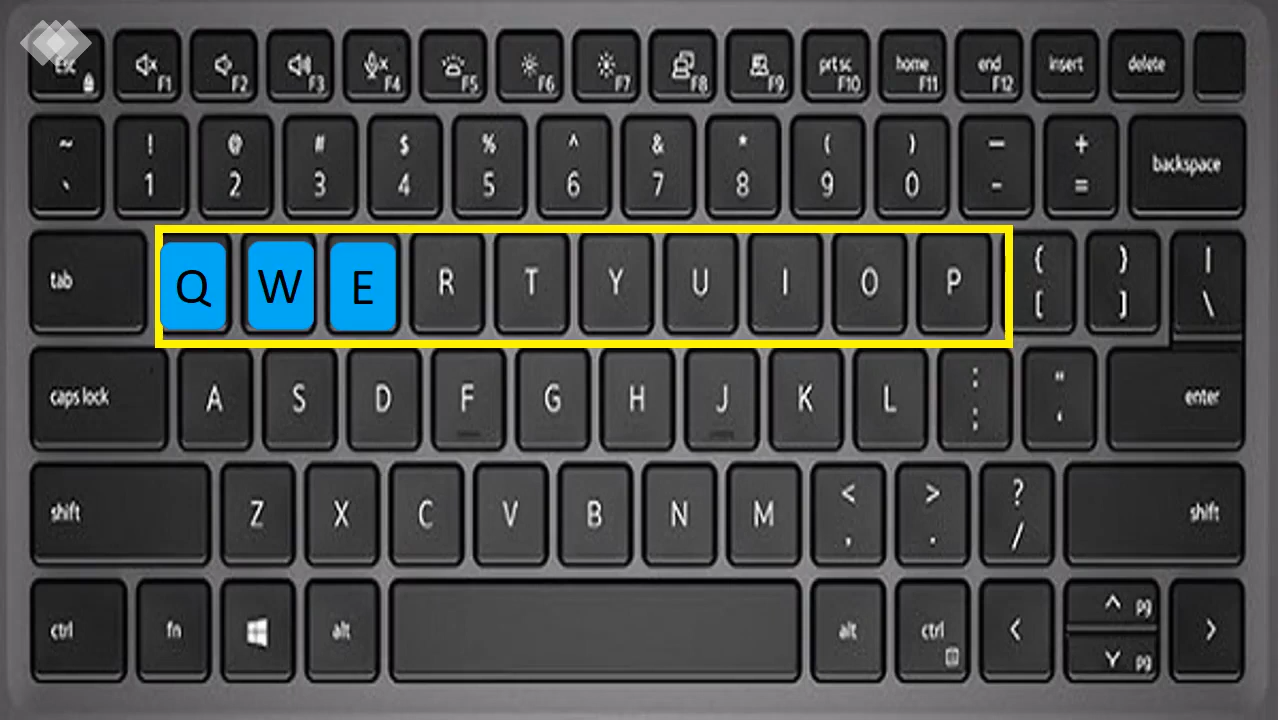 Esc F1 F2 F3 F4 F5 F6 F7 F8 F9 prt sc F10 home F11 end F12 insert delete
~ ! @ # $ % ^ & * ( ) — +
` 1 2 3 4 5 6 7 8 9 0 - = backspace
tab Q W E R T Y U I O P { [ } ] | \
caps lock A S D F G H J K L : ; " ' enter
shift Z X C V B N M < , > . ? / shift
ctrl fn alt alt ctrl < ^ pg v pg >